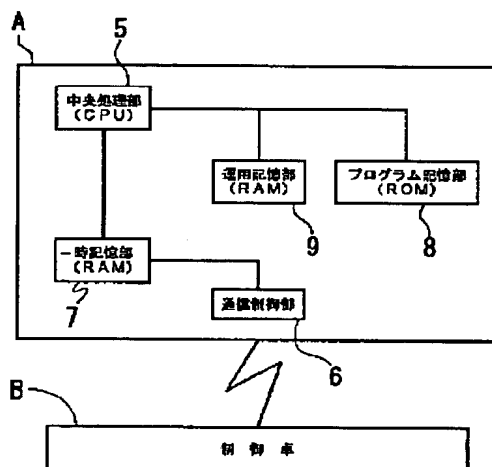 A
5
中央処理部
(CPU)
運用記憶部
(RAM)
9
プログラム記憶部
(ROM)
8
一時記憶部
(RAM)
7
通信制御部
6
B
制御卓